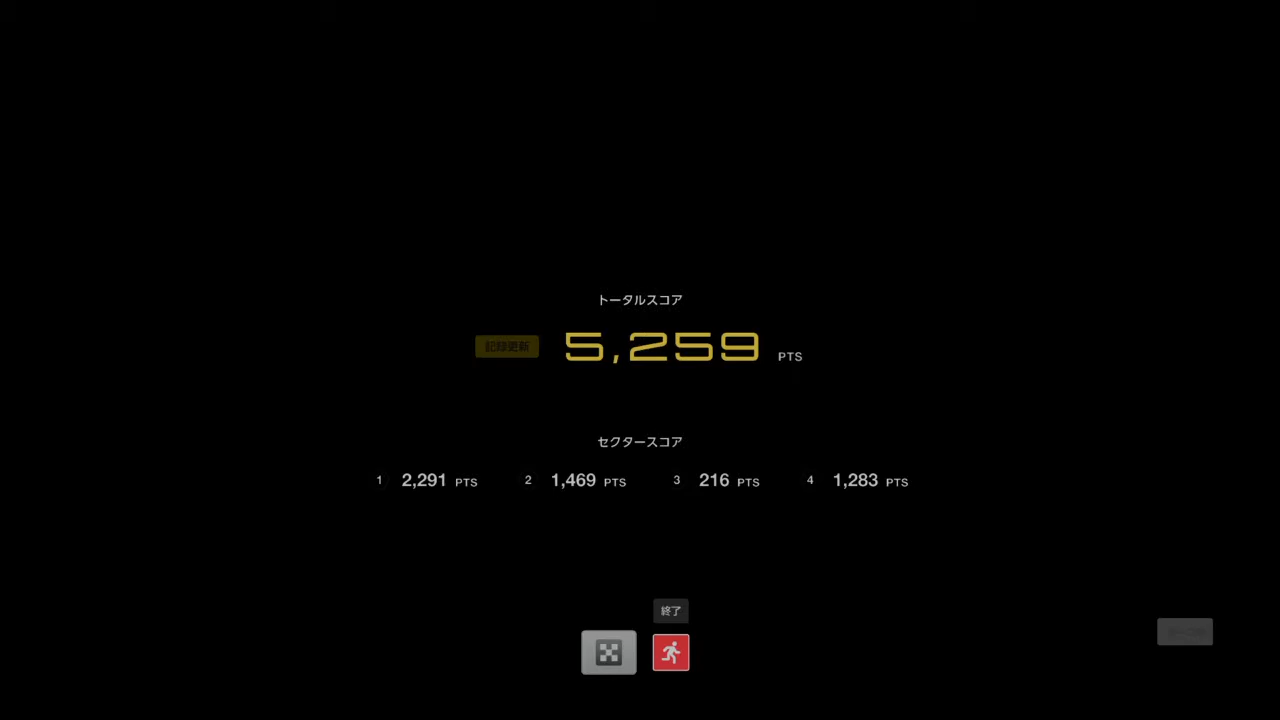 トータルスコア
記録更新 5,259 PTS
セクタースコア
1 2,291 PTS 2 1,469 PTS 3 216 PTS 4 1,283 PTS
終了